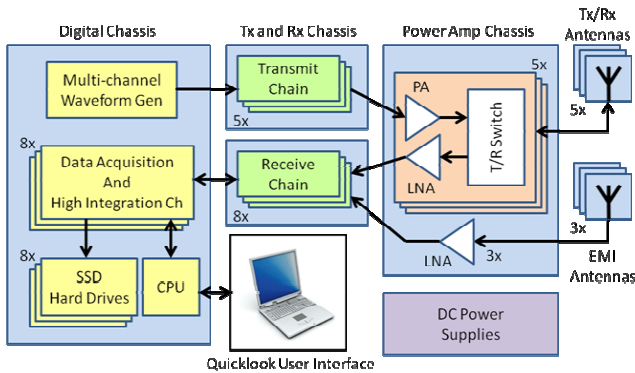 Digital Chassis
Tx and Rx Chassis
Power Amp Chassis
Tx/Rx
Antennas
Multi-channel
Waveform Gen
Transmit
Chain
5x
5x
PA
T/R Switch
LNA
5x
8x
Data Acquisition
And
High Integration Ch
Receive
Chain
8x
LNA
3x
3x
EMI
Antennas
8x
SSD
Hard Drives
CPU
DC Power
Supplies
Quicklook User Interface